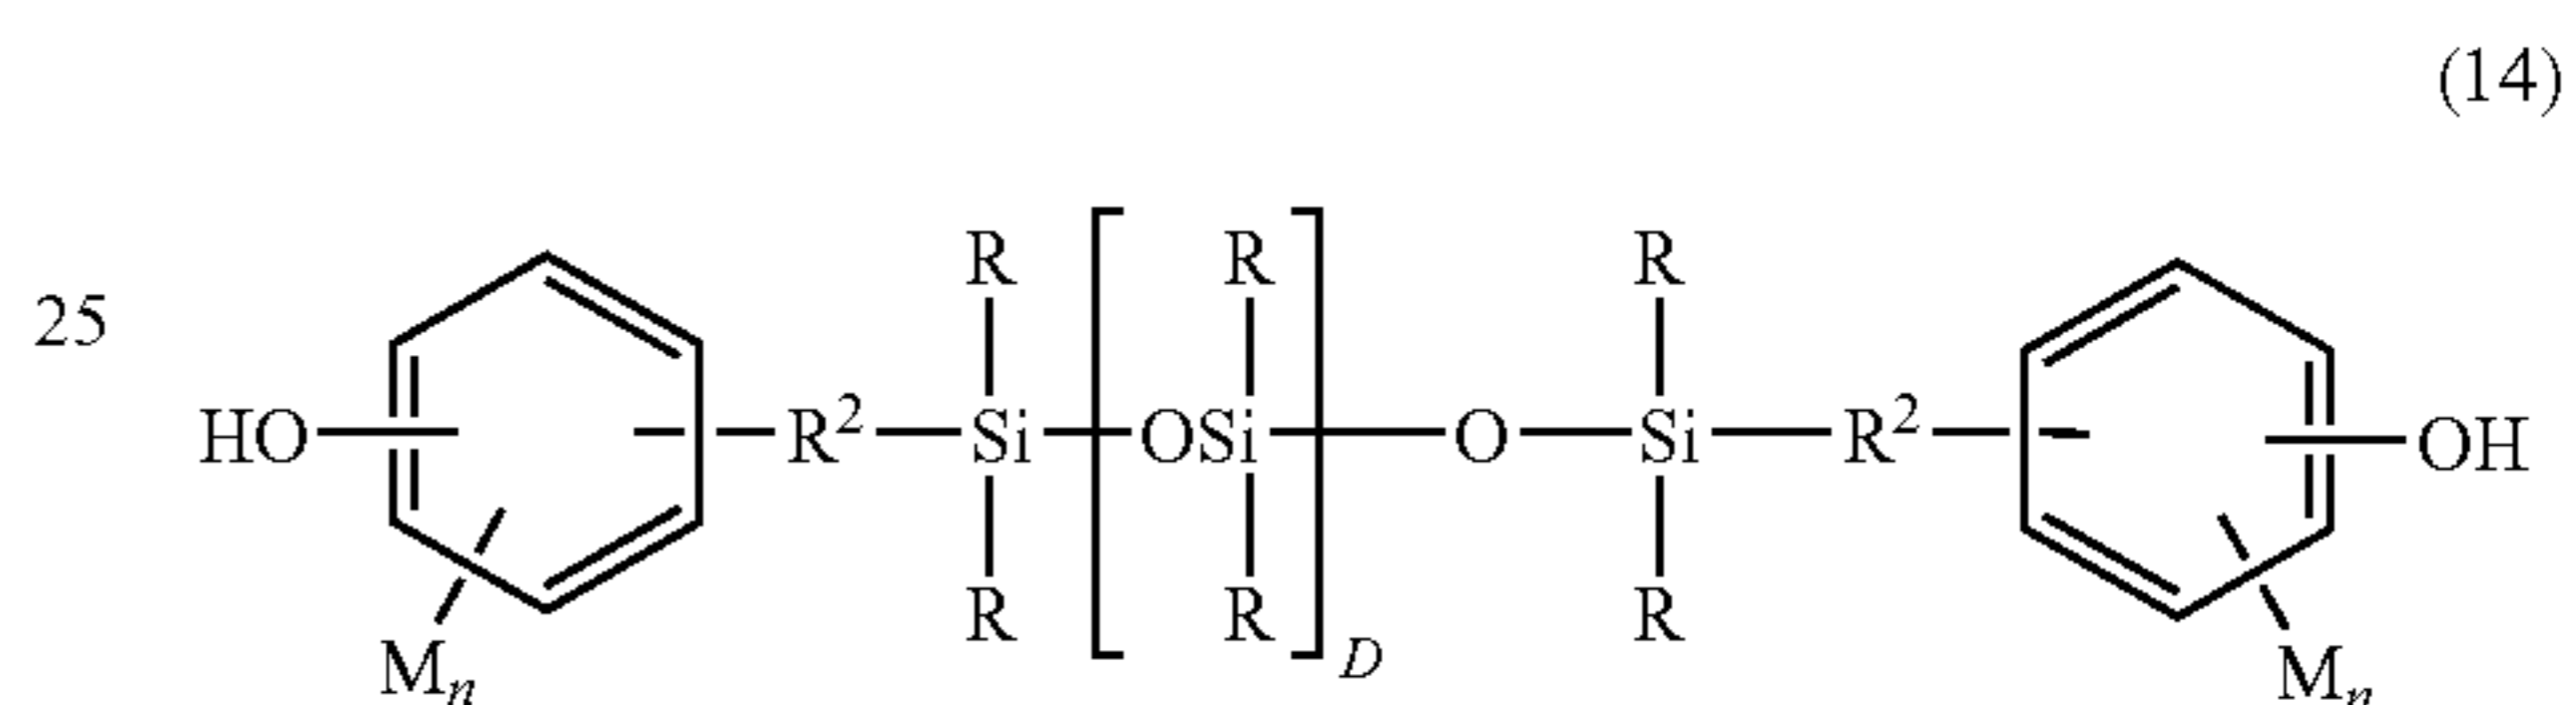 (14)
R R R
25 HO R² Si OSi O Si R² OH
R R R
Mₙ D Mₙ